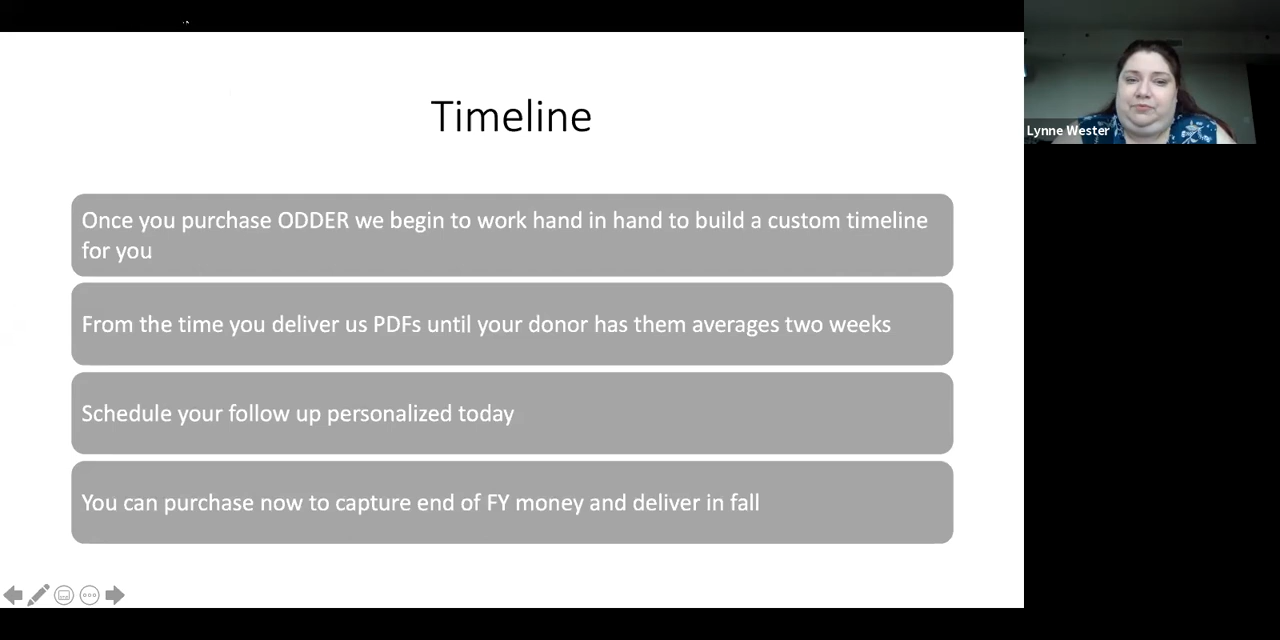 Timeline
Once you purchase ODDER we begin to work hand in hand to build a custom timeline
for you
From the time you deliver us PDFs until your donor has them averages two weeks
Schedule your follow up personalized today
You can purchase now to capture end of FY money and deliver in fall
Lynne Wester